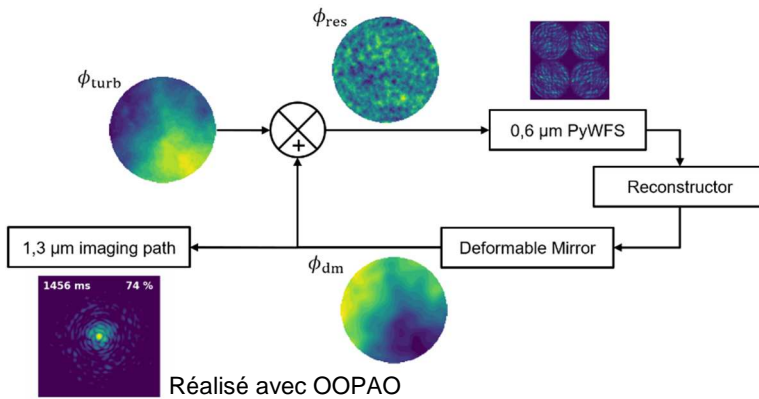 ϕres
ϕturb
+
0,6 μm PyWFS
Reconstructor
1,3 μm imaging path
Deformable Mirror
ϕdm
1456 ms 74 %
Réalisé avec OOPAO